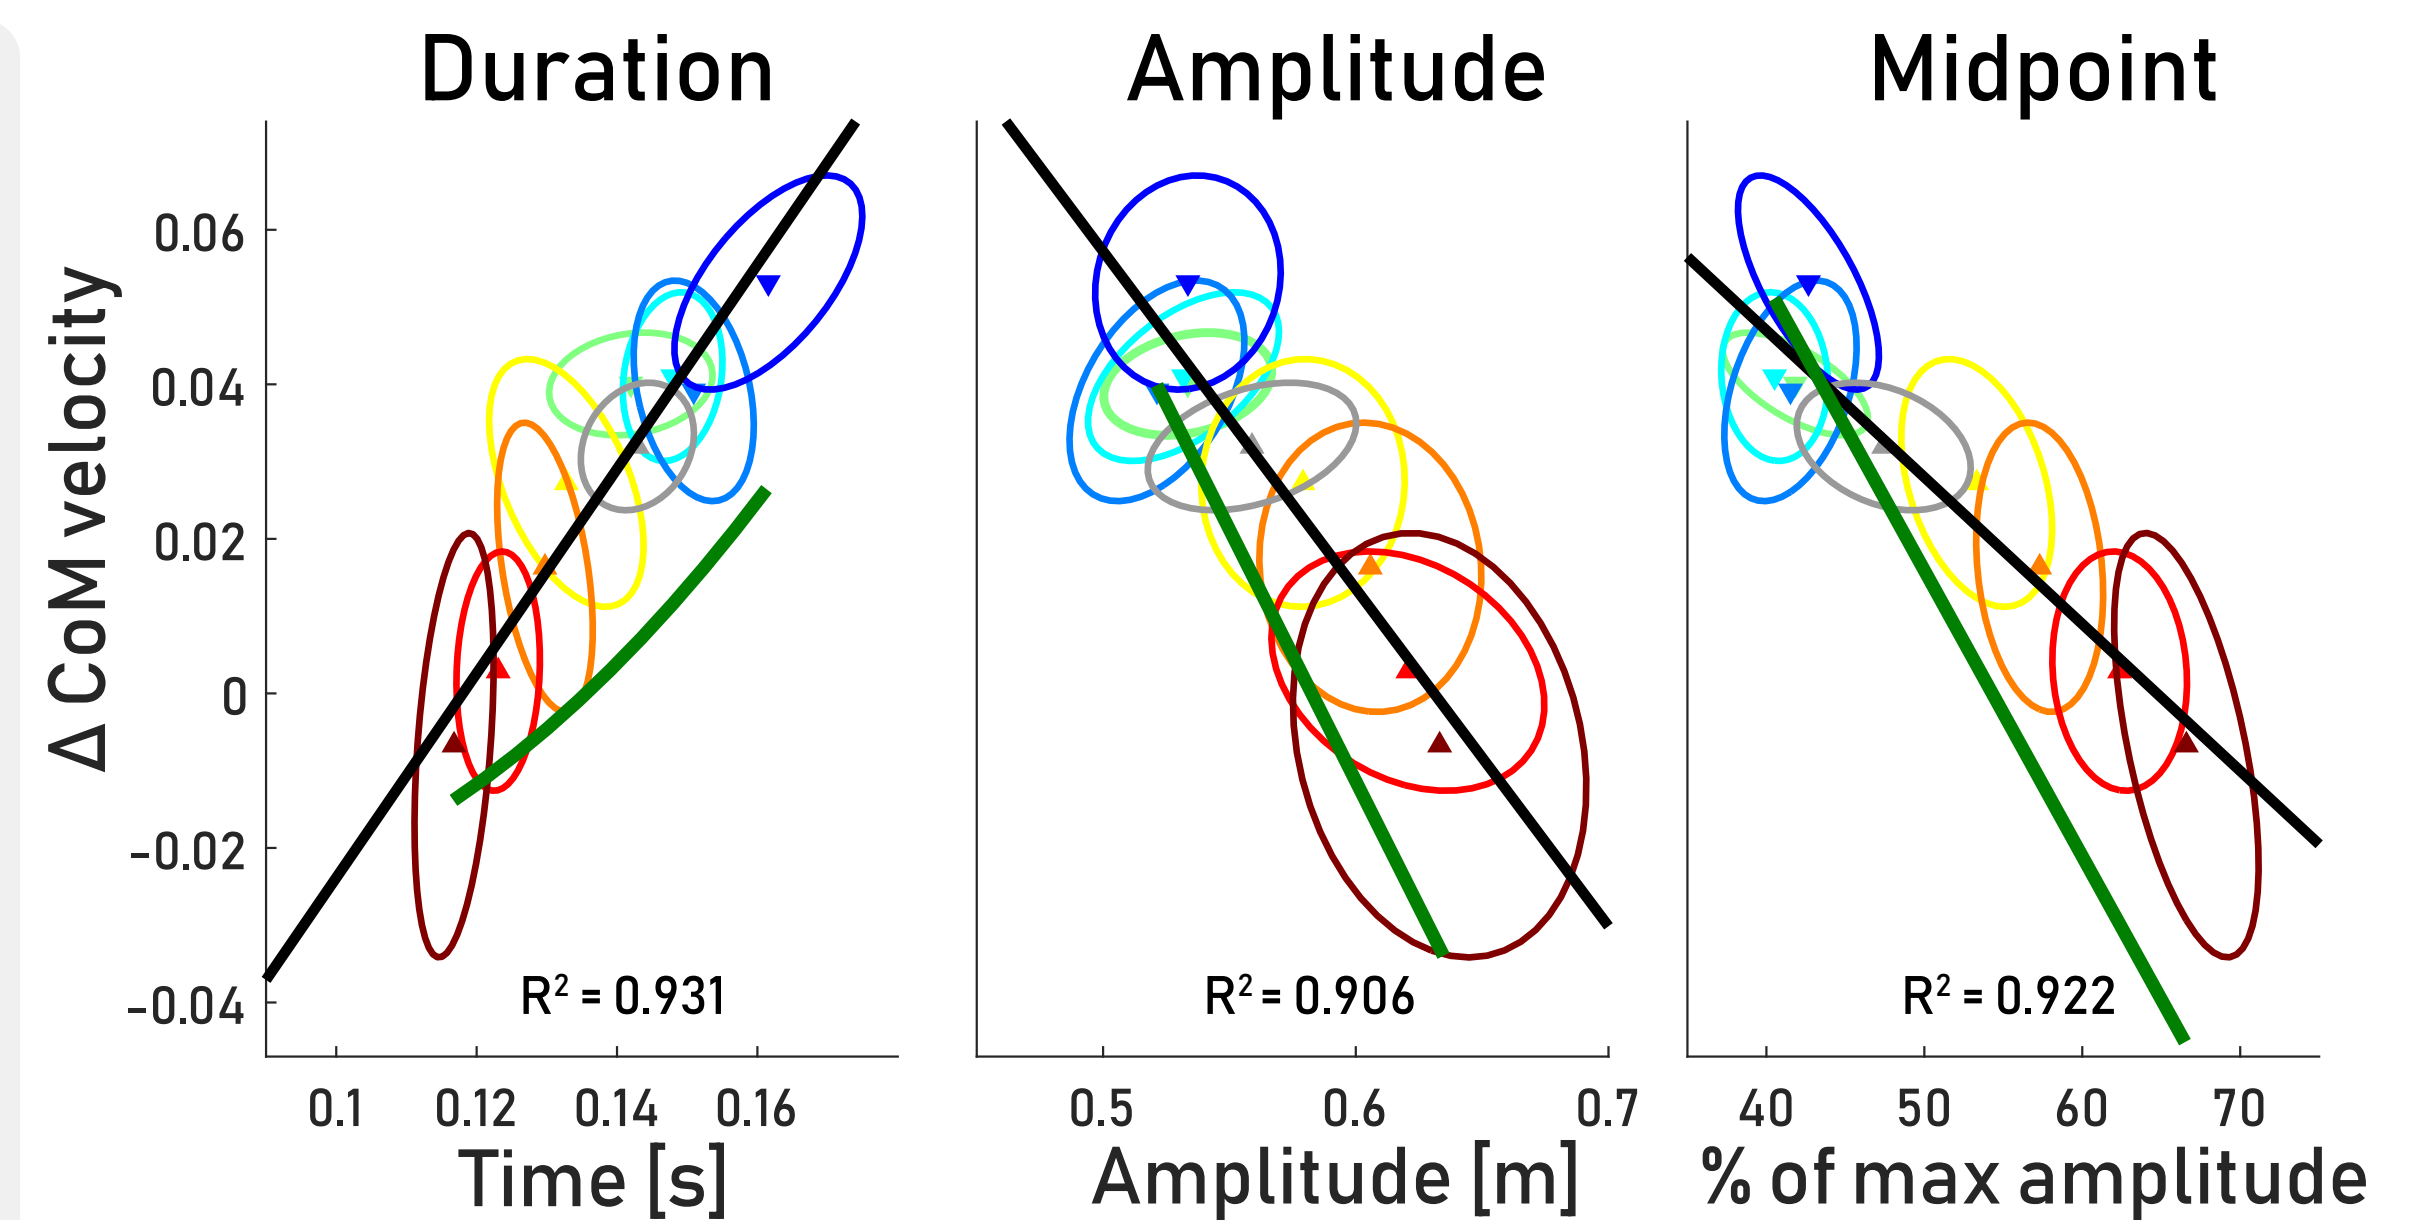 Duration
Amplitude
Midpoint
Δ CoM velocity
0.06
0.04
0.02
0
-0.02
-0.04
R² = 0.931
R² = 0.906
R² = 0.922
0.1 0.12 0.14 0.16
0.5 0.6 0.7
40 50 60 70
Time [s]
Amplitude [m]
% of max amplitude